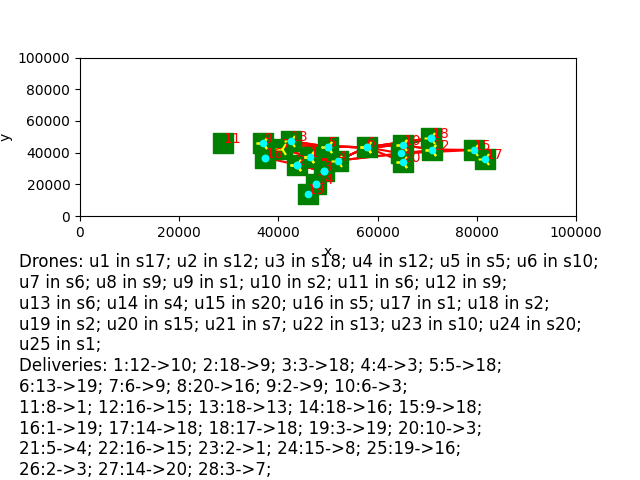 100000
80000
60000
40000
20000
0
11
0 20000 40000 60000 80000 100000
x
y
Drones: u1 in s17; u2 in s12; u3 in s18; u4 in s12; u5 in s5; u6 in s10;
u7 in s6; u8 in s9; u9 in s1; u10 in s2; u11 in s6; u12 in s9;
u13 in s6; u14 in s4; u15 in s20; u16 in s5; u17 in s1; u18 in s2;
u19 in s2; u20 in s15; u21 in s7; u22 in s13; u23 in s10; u24 in s20;
u25 in s1;
Deliveries: 1:12->10; 2:18->9; 3:3->18; 4:4->3; 5:5->18;
6:13->19; 7:6->9; 8:20->16; 9:2->9; 10:6->3;
11:8->1; 12:16->15; 13:18->13; 14:18->16; 15:9->18;
16:1->19; 17:14->18; 18:17->18; 19:3->19; 20:10->3;
21:5->4; 22:16->15; 23:2->1; 24:15->8; 25:19->16;
26:2->3; 27:14->20; 28:3->7;